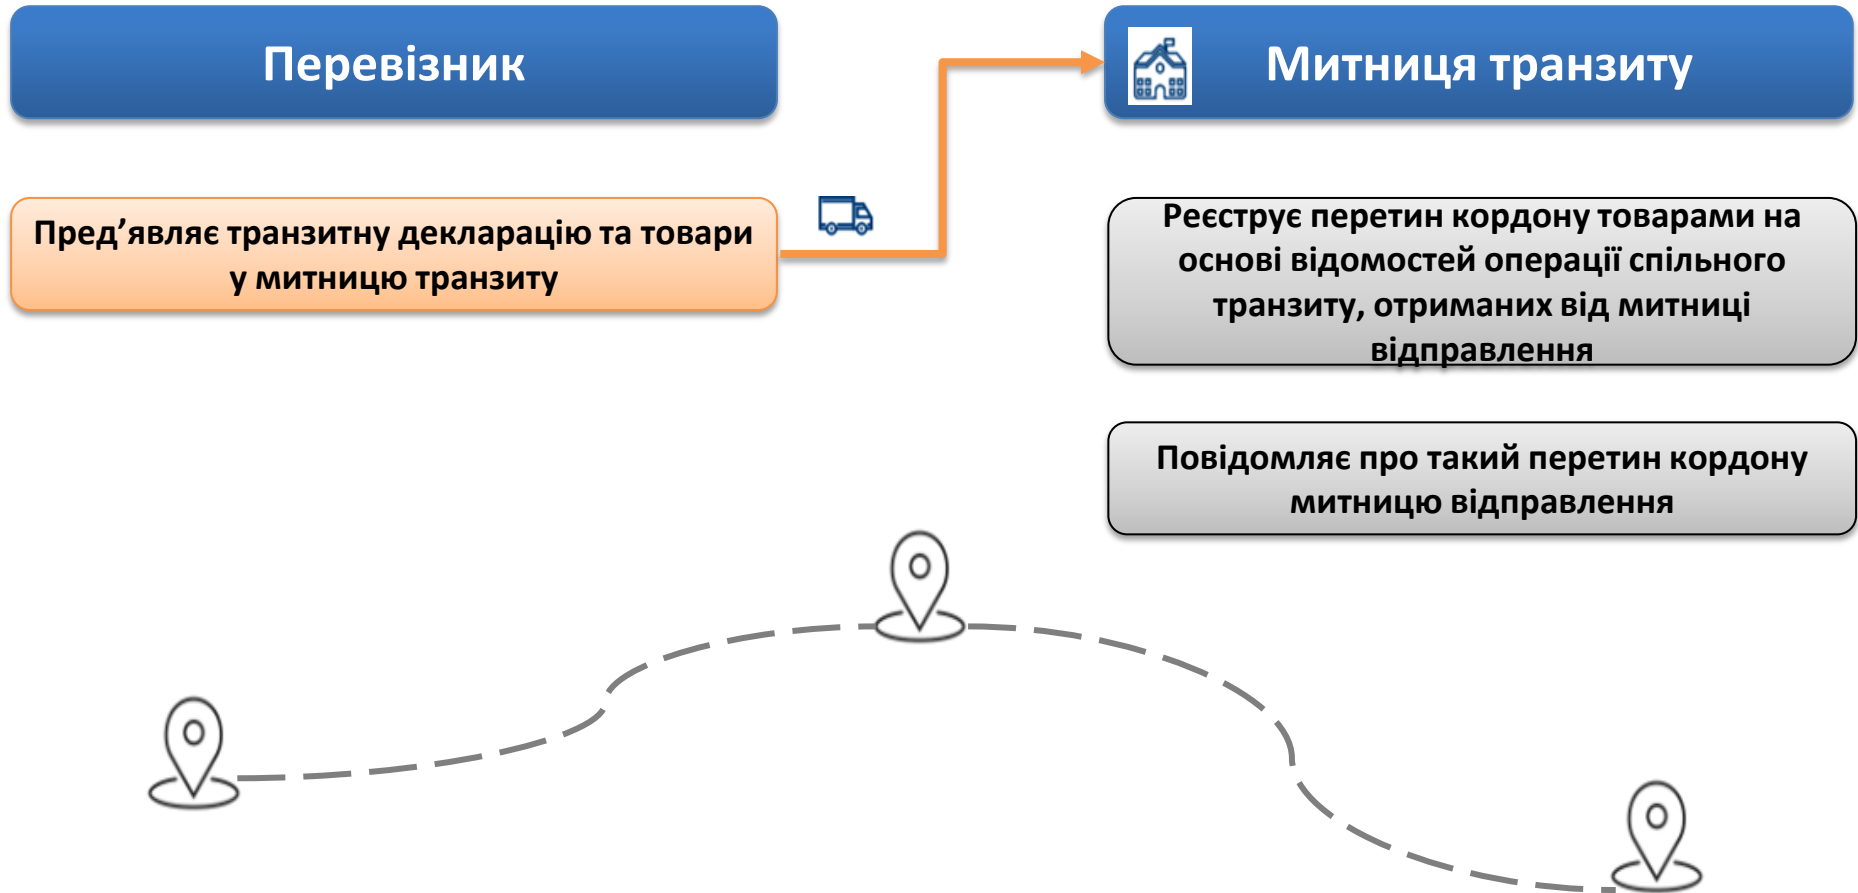 Перевізник
Митниця транзиту
Пред’являє транзитну декларацію та товари
у митницю транзиту
Реєструє перетин кордону товарами на
основі відомостей операції спільного
транзиту, отриманих від митниці
відправлення
Повідомляє про такий перетин кордону
митницю відправлення